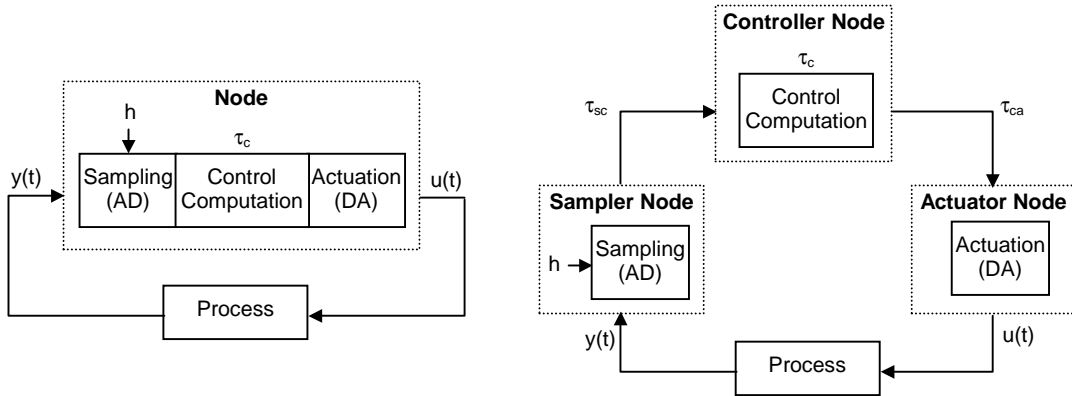 Node
h
τc
y(t)
Sampling
(AD)
Control
Computation
Actuation
(DA)
u(t)
Process
Controller Node
τc
Control
Computation
τsc
τca
Sampler Node
h
Sampling
(AD)
Actuator Node
Actuation
(DA)
y(t)
u(t)
Process